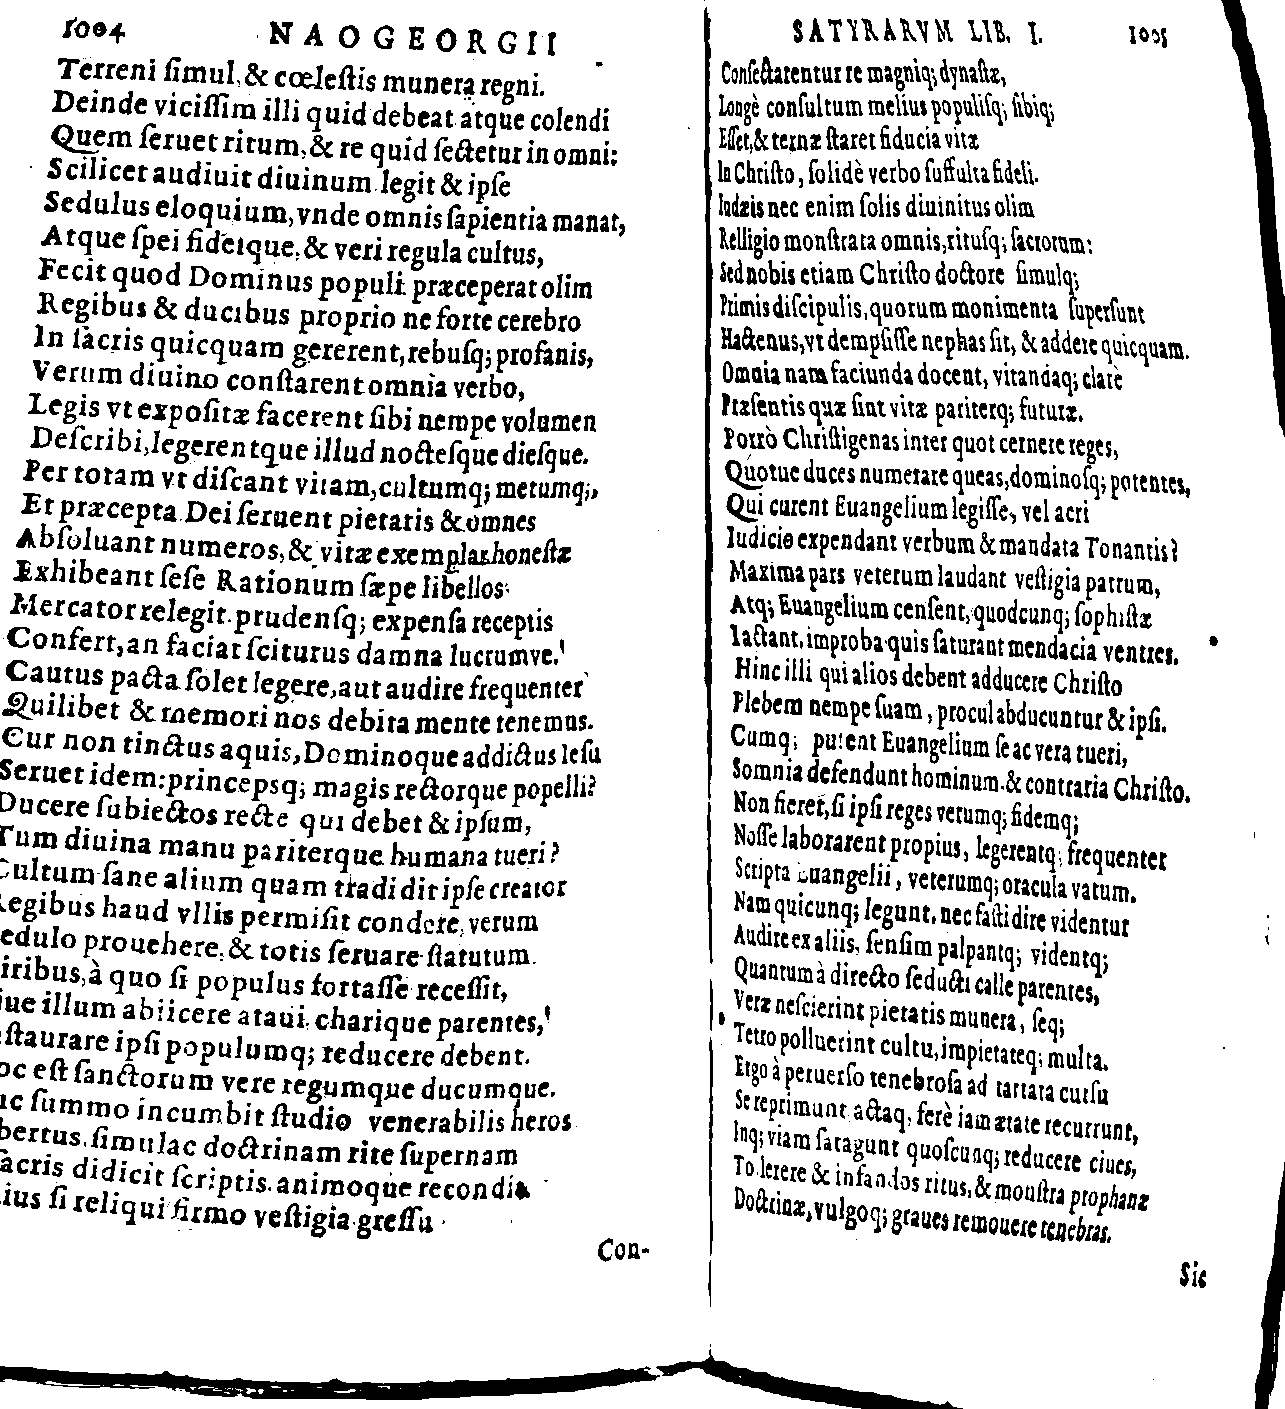 1004 NAOGEORGII
Terreni ſimul, & cœleſtis munera regni.
Deinde viciſſim illi quid debeat atque colendi
Quem ſeruet ritum, & re quid ſectetur in omni:
Scilicet audiuit diuinum legit & ipſe
Sedulus eloquium, vnde omnis ſapientia manat,
Atque ſpei fideique, & veri regula cultus,
Fecit quod Dominus populi præceperat olim
Regibus & ducibus proprio ne forte cerebro
In ſacris quicquam gererent, rebuſq; profanis,
Verum diuino conſtarent omnia verbo,
Legis vt expoſitæ facerent ſibi nempe volumen
Deſcribi, legerentque illud nocteſque dieſque.
Per totam vt diſcant vitam, cultumq; metumq;,
Et præcepta Dei ſeruent pietatis & omnes
Abſoluant numeros, & vitæ exemplar honeſtæ
Exhibeant ſeſe Rationum ſæpe libellos
Mercator relegit prudenſq; expenſa receptis
Confert, an faciat ſciturus damna lucrumve.
Cautus pacta ſolet legere, aut audire frequenter
Quilibet & memori nos debita mente tenemus.
Cur non tinctus aquis, Dominoque addictus Ieſu
Seruet idem: princepsq; magis rectorque popelli?
Ducere ſubiectos recte qui debet & ipſum,
Tum diuina manu pariterque humana tueri?
Cultum ſane alium quam tradidit ipſe creator
Regibus haud vllis permiſit condere, verum
edulo prouehere, & totis ſeruare ſtatutum
iribus, à quo ſi populus fortaſſe receſſit,
iue illum abiicere ataui, charique parentes,
ſtaurare ipſi populumq; reducere debent.
oc eſt ſanctorum vere regumque ducumque.
uc ſummo incumbit ſtudio venerabilis heros
bertus, ſimulac doctrinam rite ſupernam
acris didicit ſcriptis, animoque recondit
ius ſi reliqui firmo veſtigia greſſu
Con-
SATYRARVM LIB. I. 1005
Conſectarentur re magniq; dynaſtæ,
Longè conſultum melius populiſq; ſibiq;
Eſſet, & ternæ ſtaret fiducia vitæ
In Chriſto, ſolidè verbo ſuffulta fideli.
Iudæis nec enim ſolis diuinitus olim
Relligio monſtrata omnis, rituſq; ſacrorum:
Sed nobis etiam Chriſto doctore ſimulq;
Primis diſcipulis, quorum monimenta ſuperſunt
Hactenus, vt dempſiſſe nephas ſit, & addere quicquam.
Omnia nam faciunda docent, vitandaq; clarè
Præſentis quæ ſint vitæ pariterq; futuræ.
Porrò Chriſtigenas inter quot cernere reges,
Quotue duces numerare queas, dominoſq; potentes,
Qui curent Euangelium legiſſe, vel acri
Iudicio expendant verbum & mandata Tonantis?
Maxima pars veterum laudant veſtigia patrum,
Atq; Euangelium cenſent, quodcunq; ſophiſtæ
Iactant, improba quis ſaturant mendacia ventres.
Hinc illi qui alios debent adducere Chriſto
Plebem nempe ſuam, procul abducuntur & ipſi.
Cumq; putent Euangelium ſe ac vera tueri,
Somnia defendunt hominum & contraria Chriſto.
Non fieret, ſi ipſi reges verumq; fidemq;
Noſſe laborarent propius, legerentq; frequenter
Scripta Euangelii, veterumq; oracula vatum.
Nam quicunq; legunt, nec faſtidire videntur
Audire ex aliis, ſenſim palpantq; videntq;
Quantum à directo ſeducti calle parentes,
Veræ neſcierint pietatis munera, ſeq;
Tetro polluerint cultu, impietateq; multa.
Ergo à peruerſo tenebroſa ad tartara curſu
Se reprimunt actaq; ferè iam ætate recurrunt,
Inq; viam ſatagunt quoſcunq; reducere ciues,
Tollere & infandos ritus, & monſtra prophanæ
Doctrinæ, vulgoq; graues remouere tenebras.
Sic